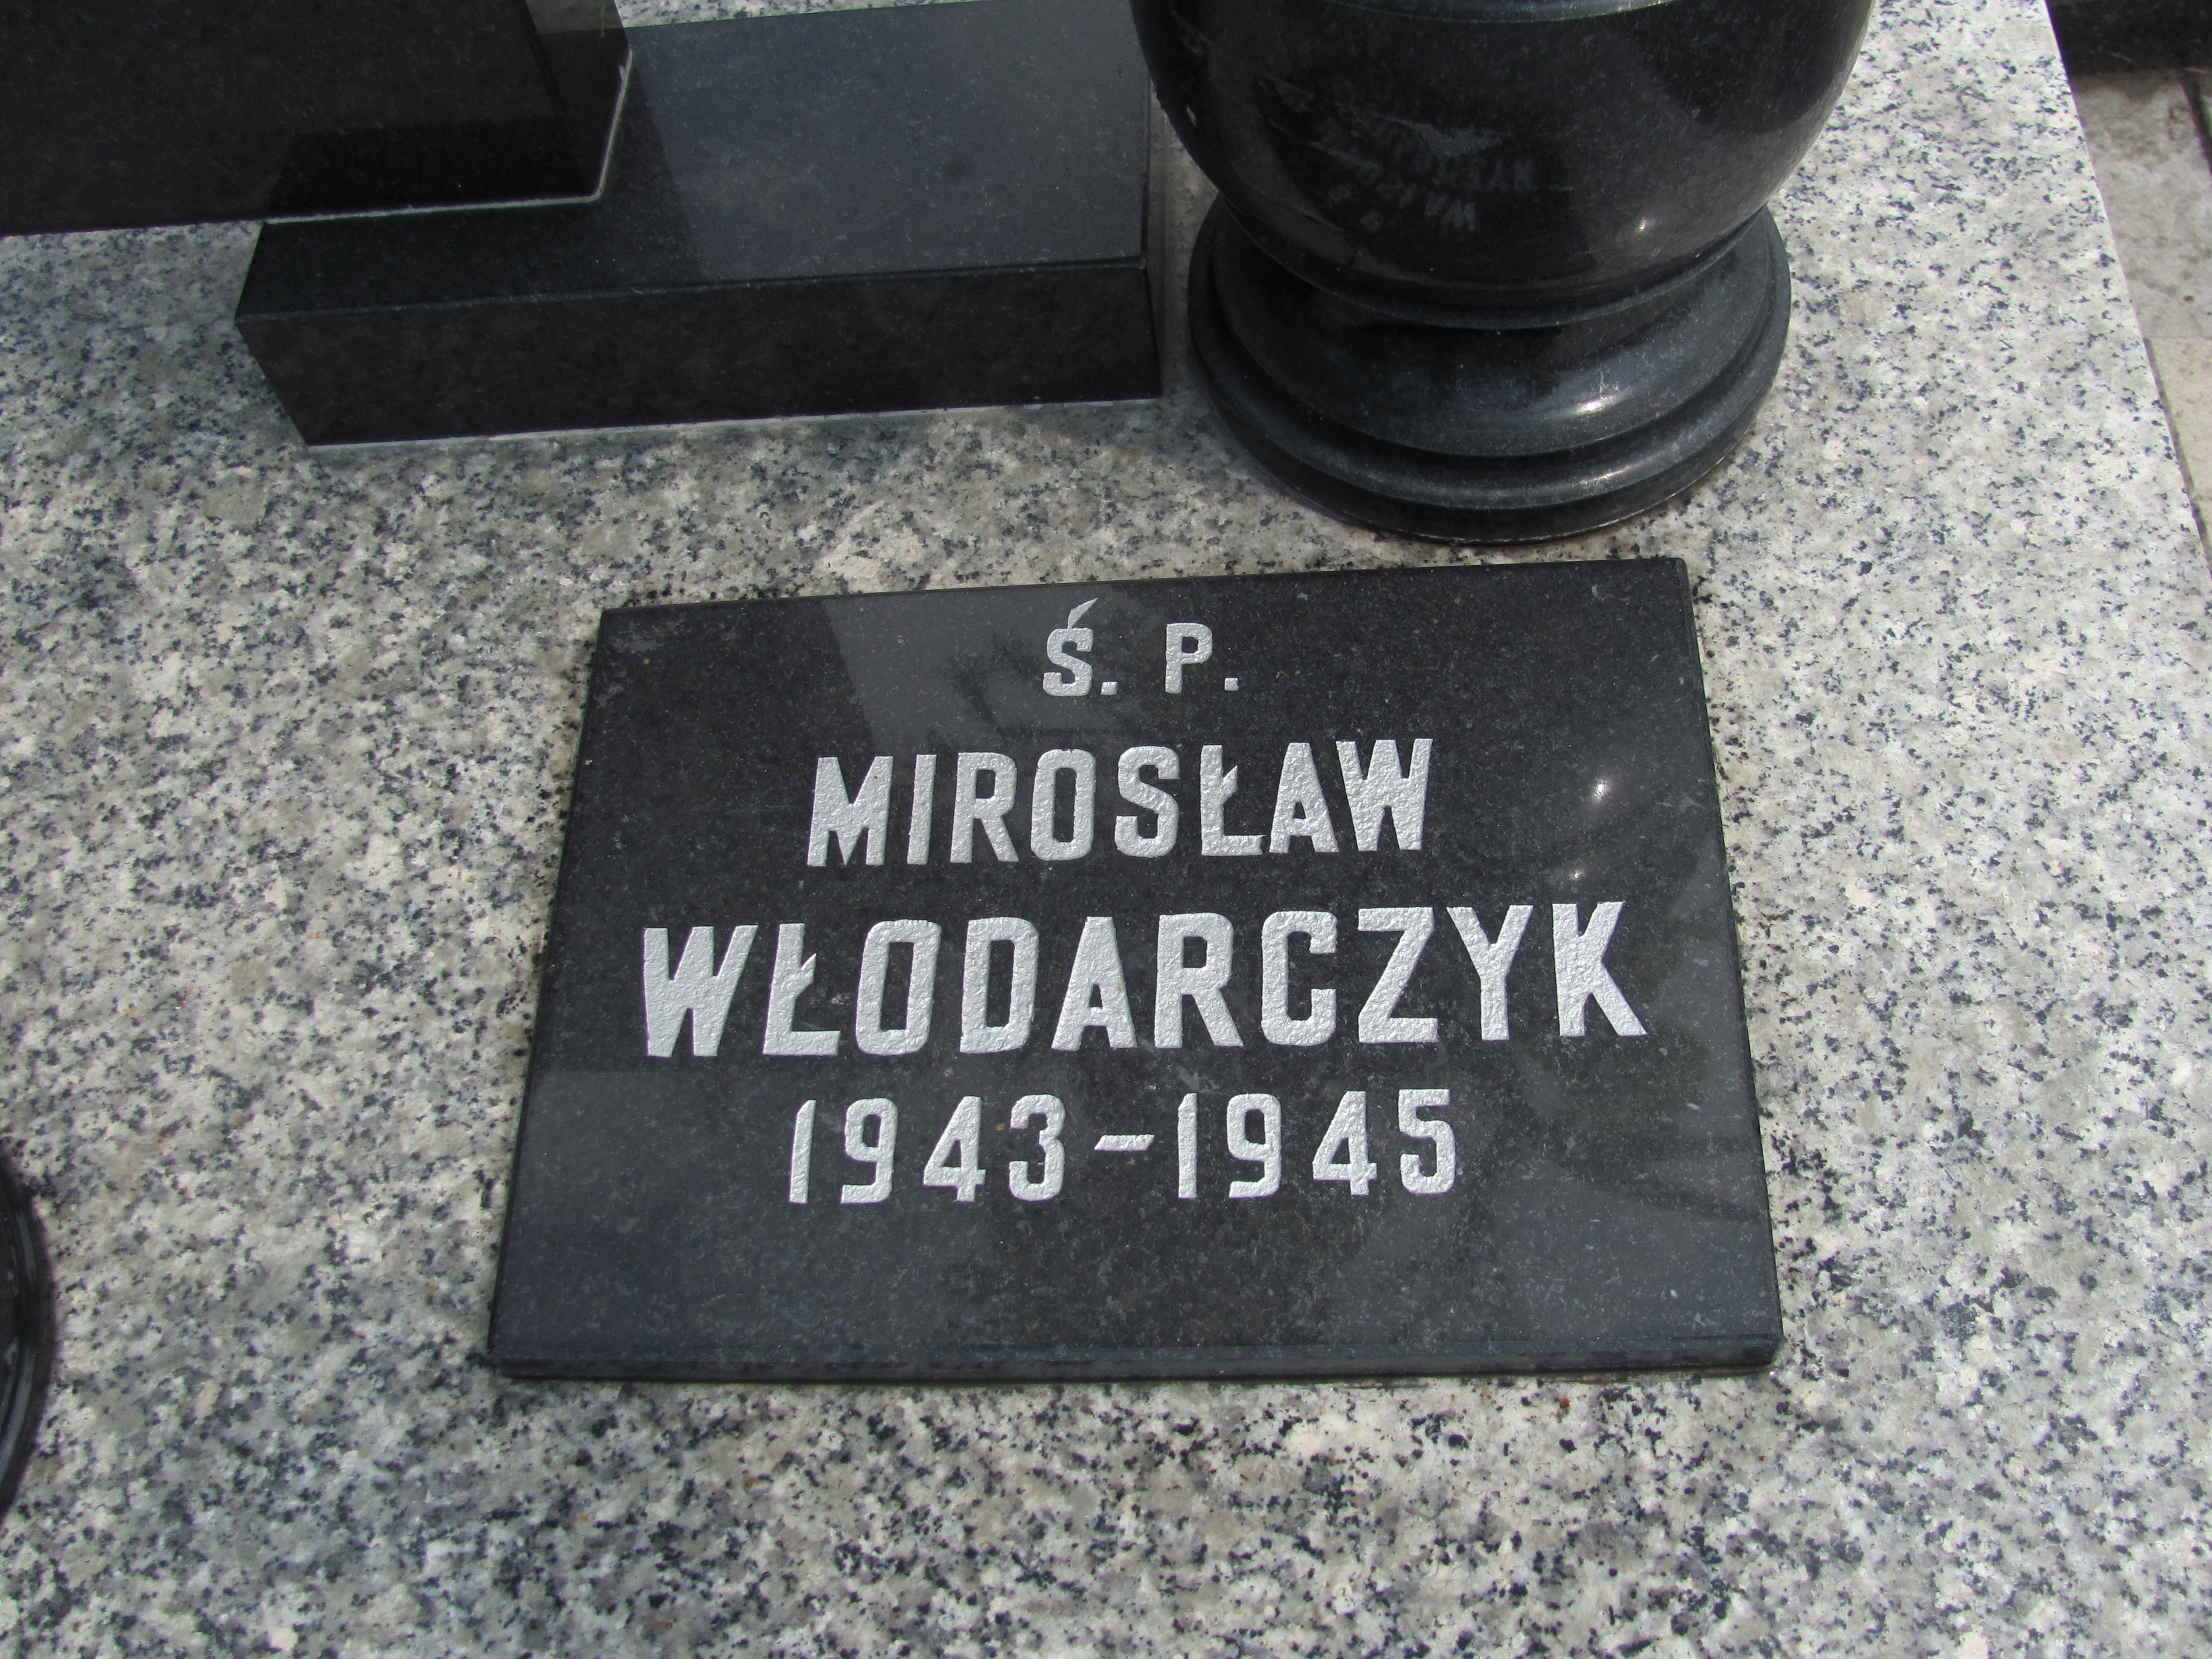 Ś. P.
MIROSŁAW
WŁODARCZYK
1943-1945